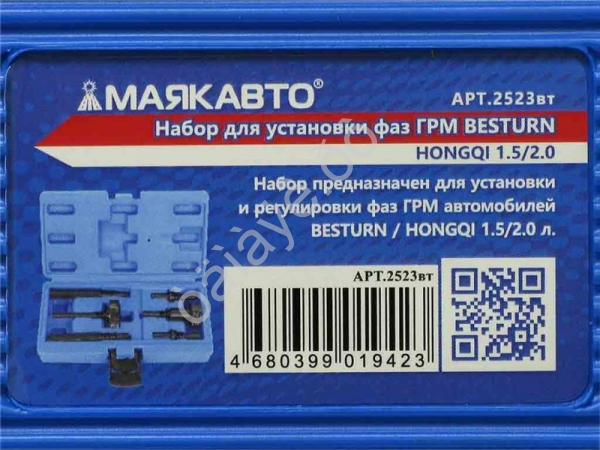 МАЯКАВТО®
АРТ.2523вт
Набор для установки фаз ГРМ BESTURN
HONGQI 1.5/2.0
Набор предназначен для установки
и регулировки фаз ГРМ автомобилей
BESTURN / HONGQI 1.5/2.0 л.
АРТ.2523вт
4 680399 019423